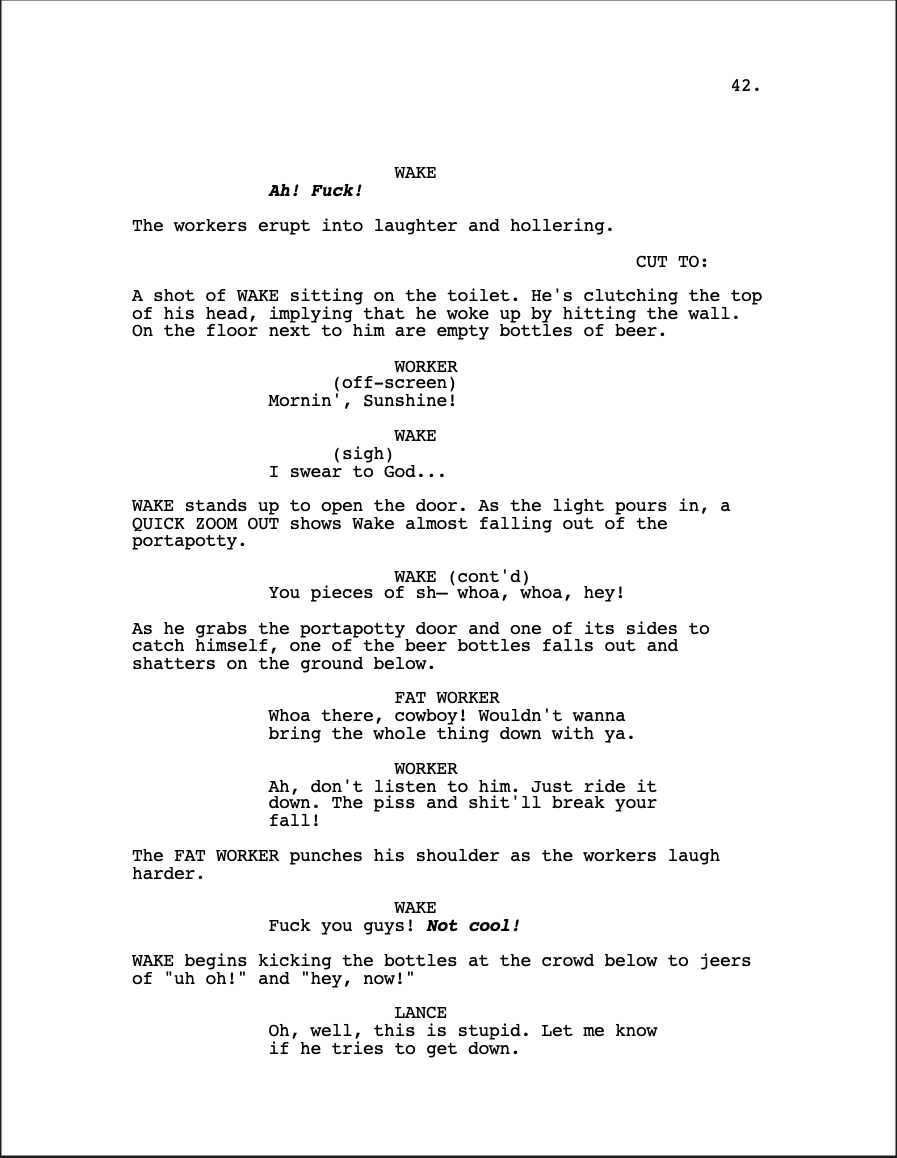 42.
WAKE
Ah! Fuck!
The workers erupt into laughter and hollering.
CUT TO:
A shot of WAKE sitting on the toilet. He's clutching the top
of his head, implying that he woke up by hitting the wall.
On the floor next to him are empty bottles of beer.
WORKER
(off-screen)
Mornin', Sunshine!
WAKE
(sigh)
I swear to God...
WAKE stands up to open the door. As the light pours in, a
QUICK ZOOM OUT shows Wake almost falling out of the
portapotty.
WAKE (cont'd)
You pieces of sh— whoa, whoa, hey!
As he grabs the portapotty door and one of its sides to
catch himself, one of the beer bottles falls out and
shatters on the ground below.
FAT WORKER
Whoa there, cowboy! Wouldn't wanna
bring the whole thing down with ya.
WORKER
Ah, don't listen to him. Just ride it
down. The piss and shit'll break your
fall!
The FAT WORKER punches his shoulder as the workers laugh
harder.
WAKE
Fuck you guys! Not cool!
WAKE begins kicking the bottles at the crowd below to jeers
of "uh oh!" and "hey, now!"
LANCE
Oh, well, this is stupid. Let me know
if he tries to get down.